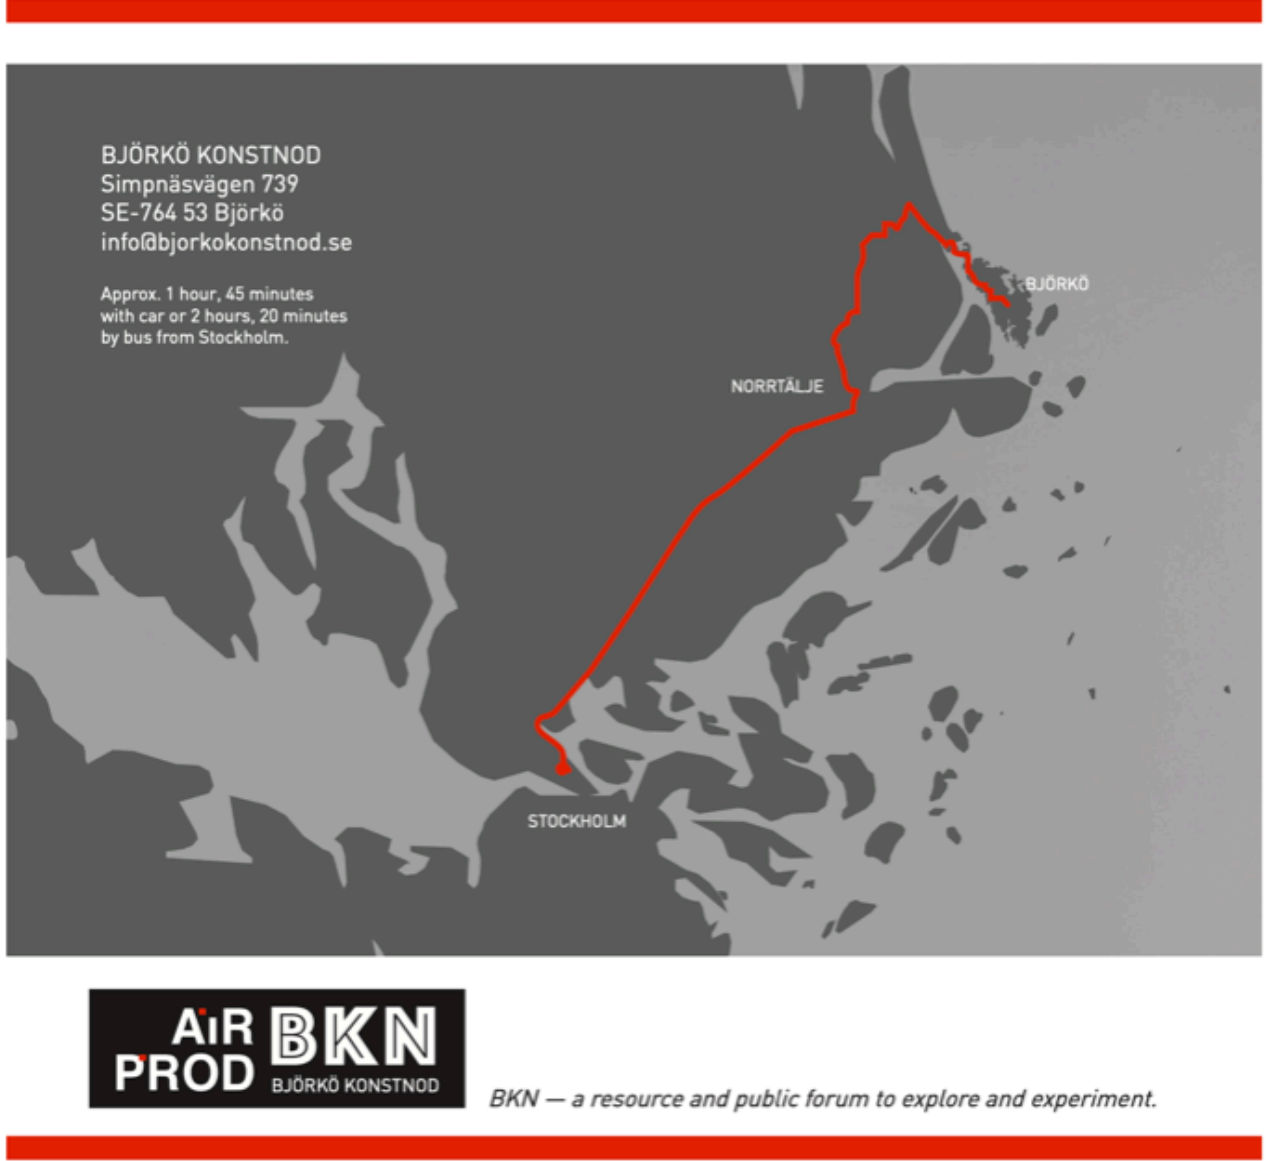 BJÖRKÖ KONSTNOD
Simpnäsvägen 739
SE-764 53 Björkö
info@bjorkokonstnod.se
Approx. 1 hour, 45 minutes
with car or 2 hours, 20 minutes
by bus from Stockholm.
BJÖRKÖ
NORRTÄLJE
STOCKHOLM
AiR
PROD
BKN
BJÖRKÖ KONSTNOD
BKN — a resource and public forum to explore and experiment.